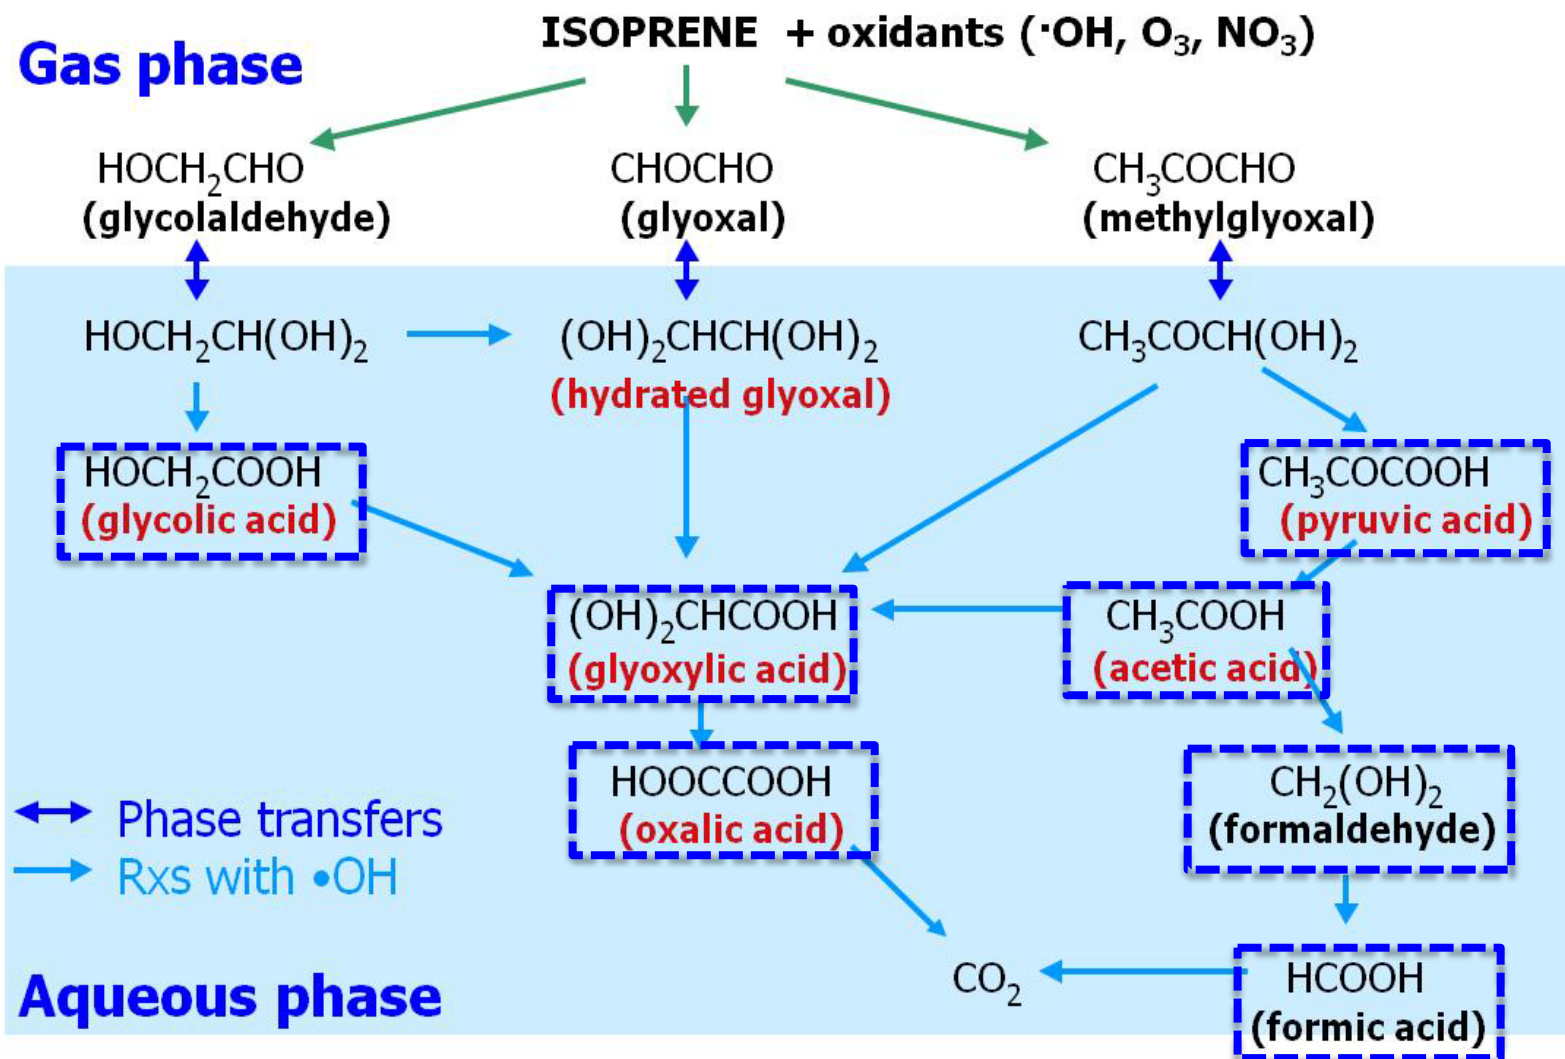 ISOPRENE + oxidants (·OH, O₃, NO₃)
Gas phase
HOCH₂CHO
(glycolaldehyde)
CHOCHO
(glyoxal)
CH₃COCHO
(methylglyoxal)
HOCH₂CH(OH)₂
(OH)₂CHCH(OH)₂
(hydrated glyoxal)
CH₃COCH(OH)₂
HOCH₂COOH
(glycolic acid)
CH₃COCOOH
(pyruvic acid)
(OH)₂CHCOOH
(glyoxylic acid)
CH₃COOH
(acetic acid)
HOOCCOOH
(oxalic acid)
CH₂(OH)₂
(formaldehyde)
Phase transfers
Rxs with •OH
CO₂
HCOOH
(formic acid)
Aqueous phase